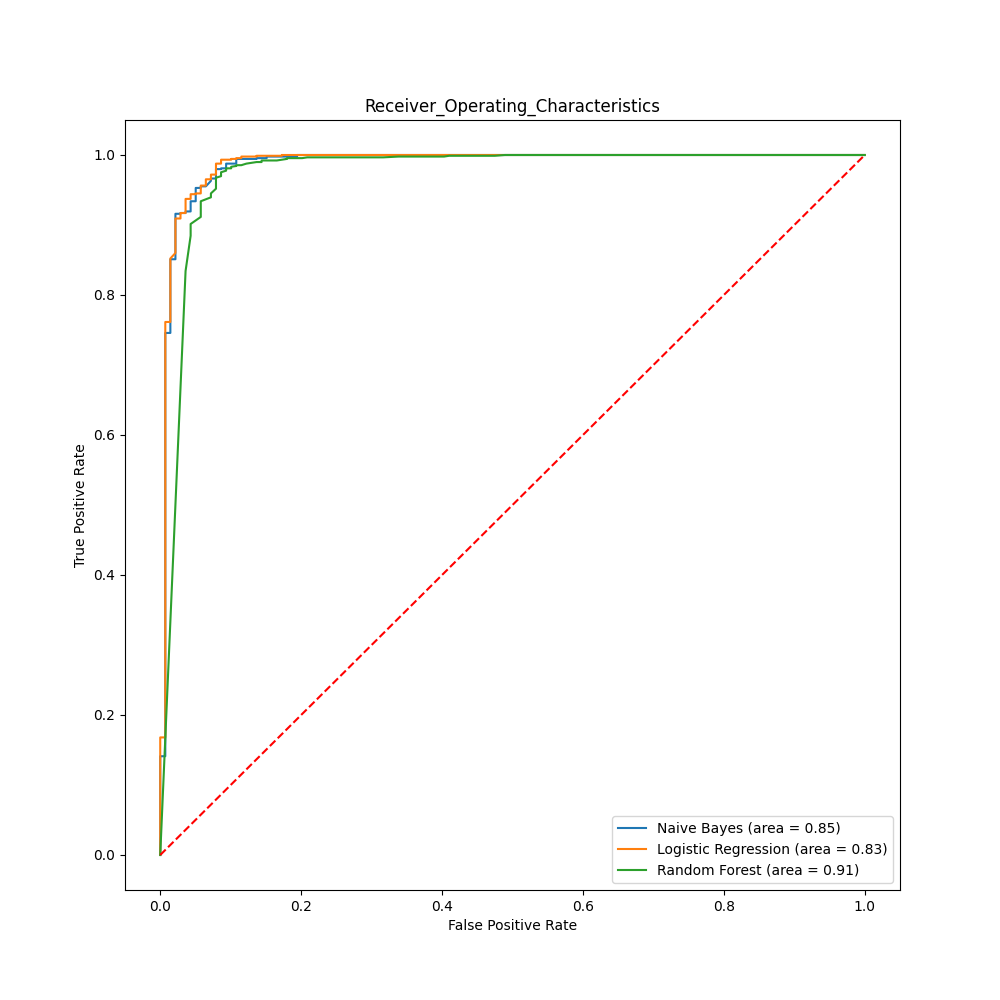 Receiver_Operating_Characteristics
1.0
0.8
0.6
0.4
0.2
0.0
True Positive Rate
0.0 0.2 0.4 0.6 0.8 1.0
False Positive Rate
Naive Bayes (area = 0.85)
Logistic Regression (area = 0.83)
Random Forest (area = 0.91)